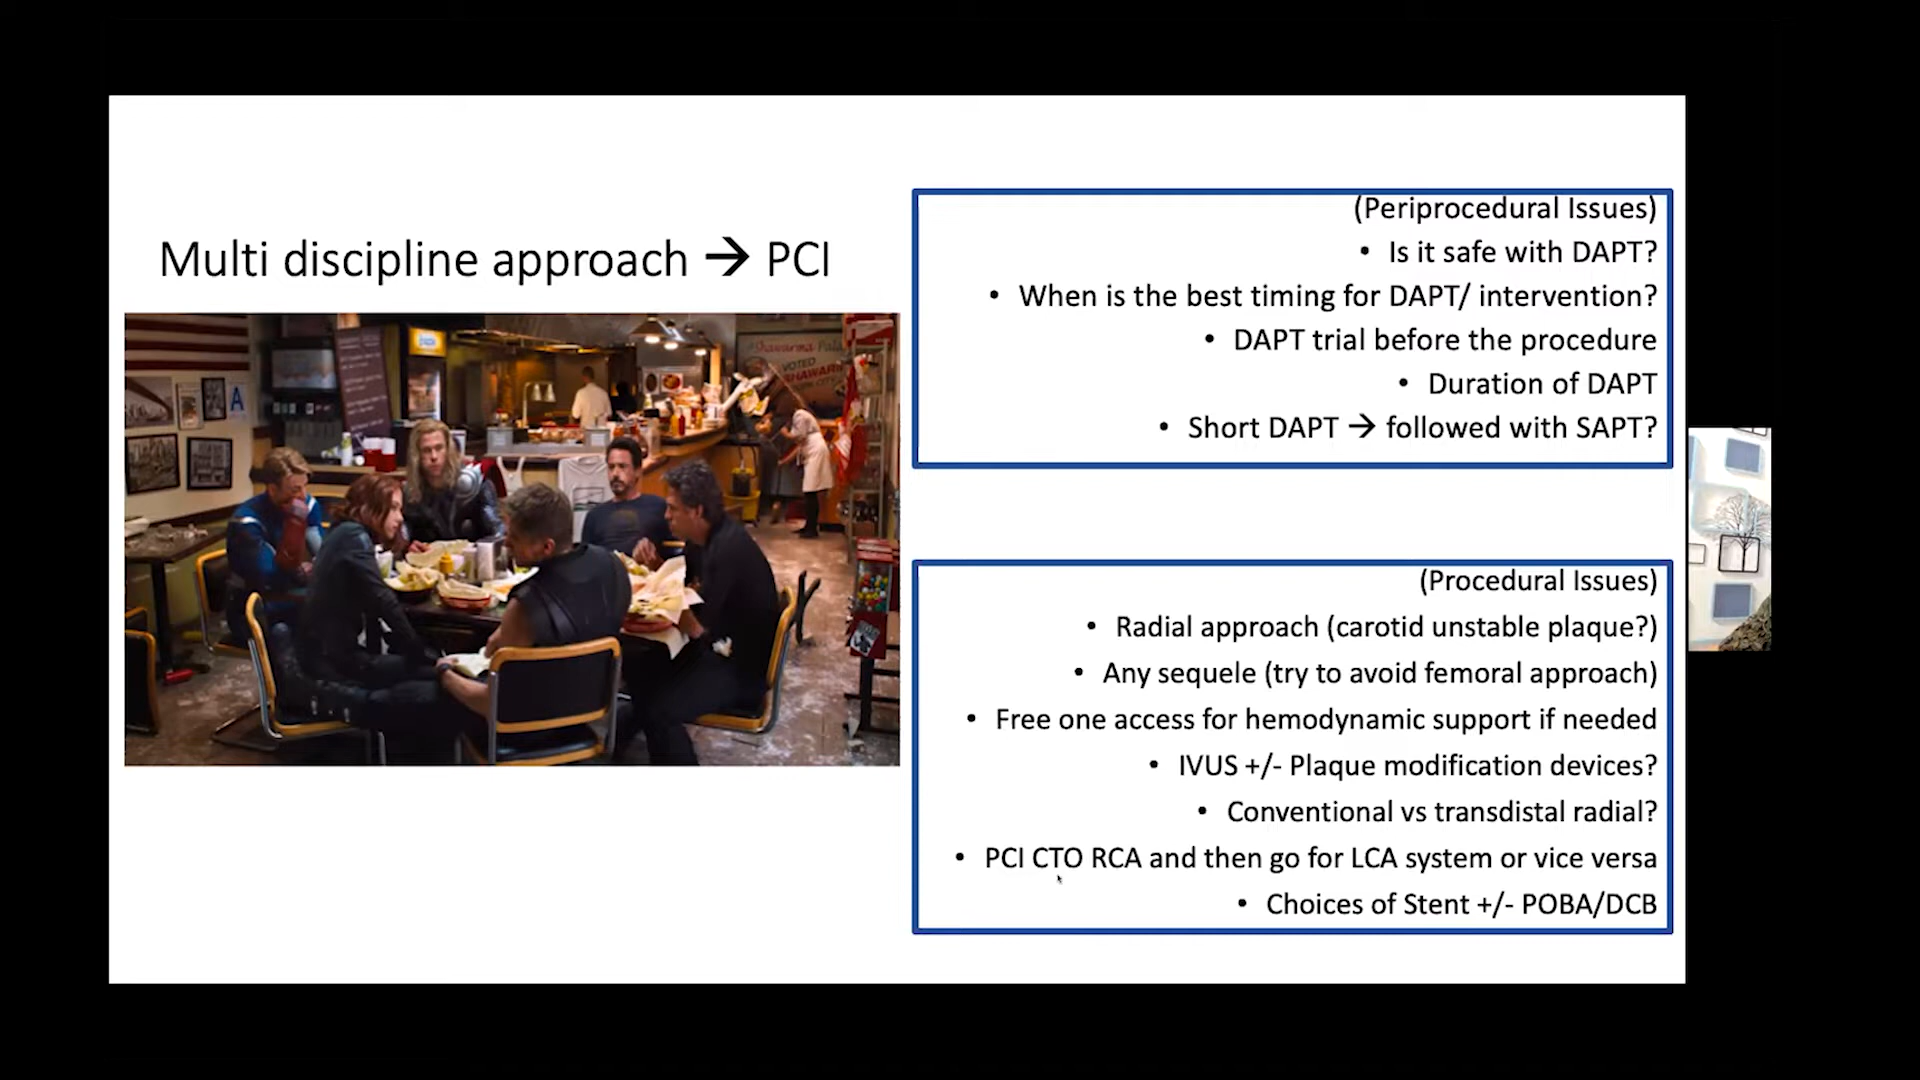 Multi discipline approach → PCI
A
Shawarma Pala
VOTED
SHAWAR
(Periprocedural Issues)
• Is it safe with DAPT?
• When is the best timing for DAPT/ intervention?
• DAPT trial before the procedure
• Duration of DAPT
• Short DAPT → followed with SAPT?
(Procedural Issues)
• Radial approach (carotid unstable plaque?)
• Any sequele (try to avoid femoral approach)
• Free one access for hemodynamic support if needed
• IVUS +/- Plaque modification devices?
• Conventional vs transdistal radial?
• PCI CTO RCA and then go for LCA system or vice versa
• Choices of Stent +/- POBA/DCB